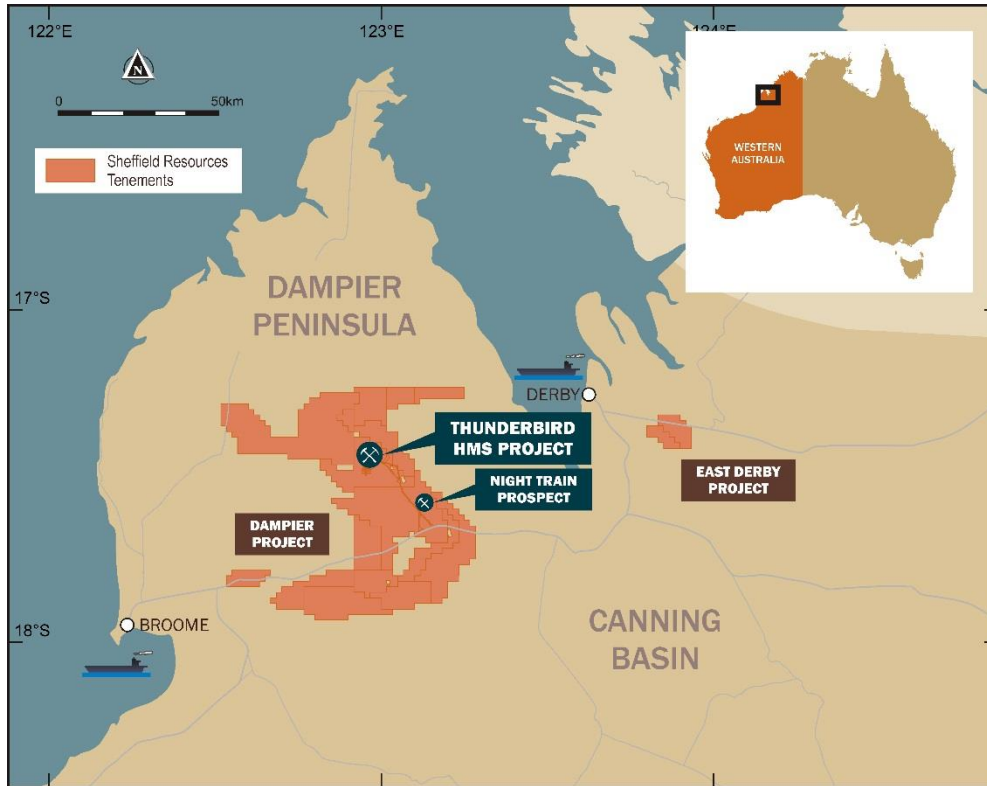 122°E
123°E
124°E
N
0
50km
Sheffield Resources
Tenements
WESTERN
AUSTRALIA
17°S
DAMPIER
PENINSULA
DERBY
THUNDERBIRD
HMS PROJECT
NIGHT TRAIN
PROSPECT
EAST DERBY
PROJECT
DAMPIER
PROJECT
BROOME
18°S
CANNING
BASIN